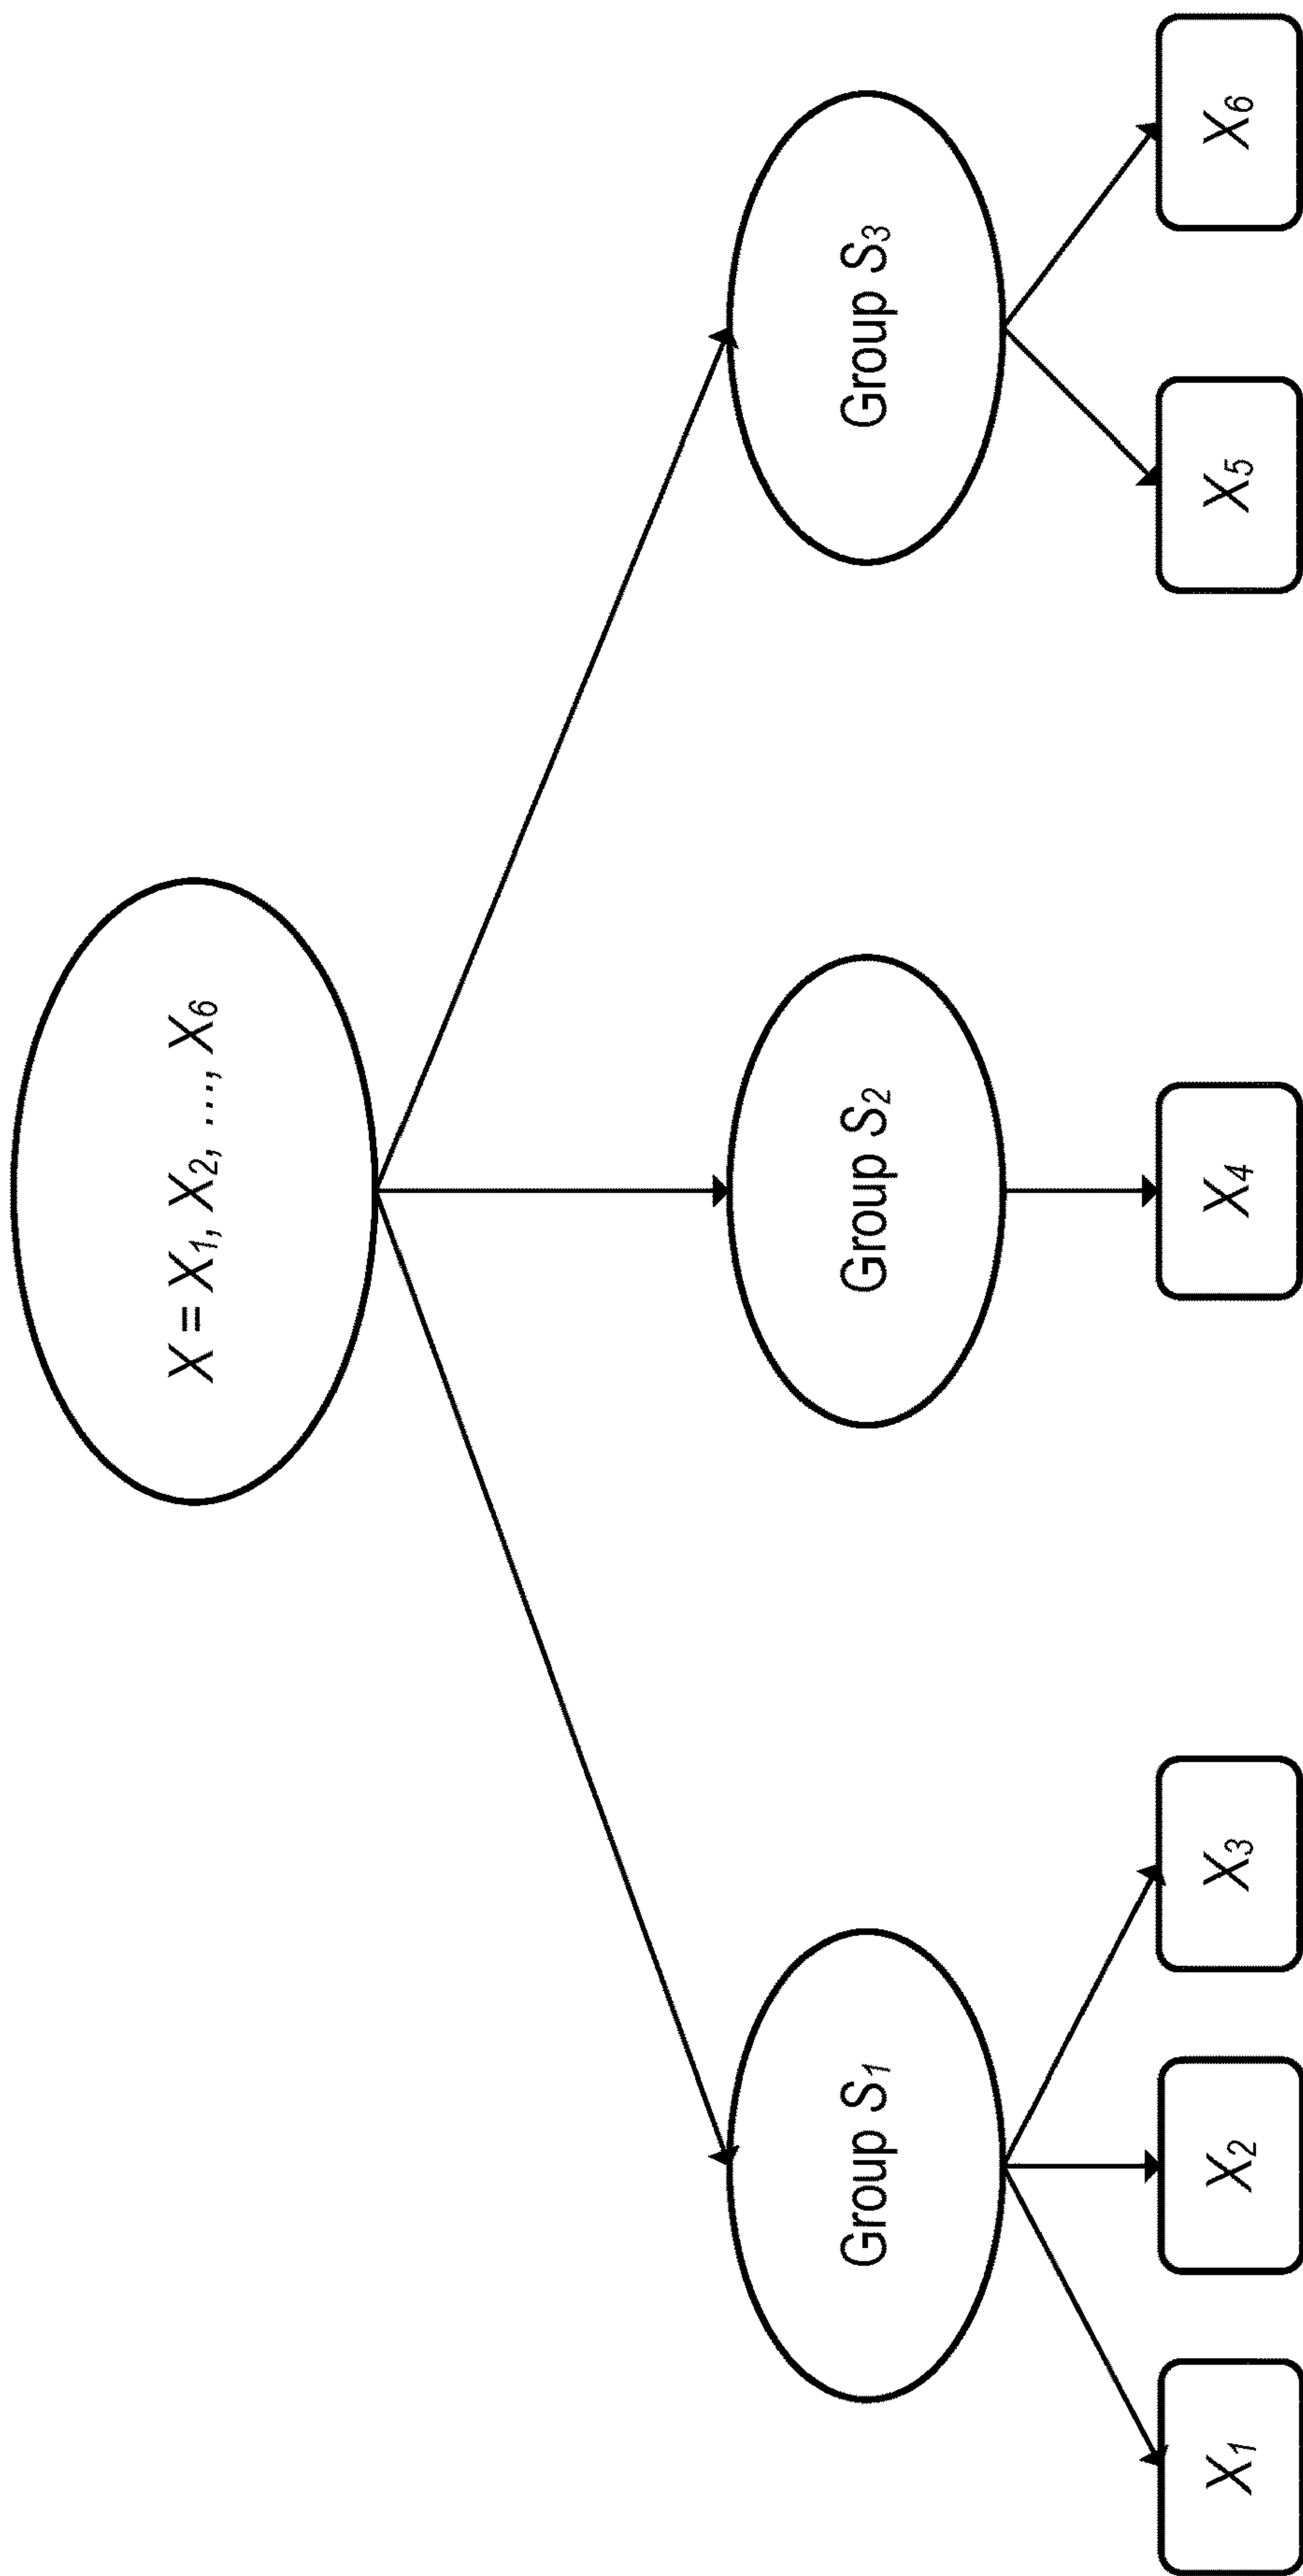 X = X1, X2, ...., X6
Group S1
Group S2
Group S3
X1
X2
X3
X4
X5
X6